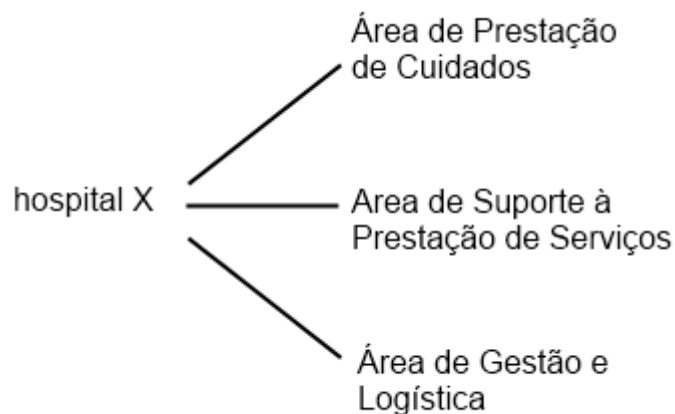 Área de Prestação
de Cuidados
hospital X
Area de Suporte à
Prestação de Serviços
Área de Gestão e
Logística